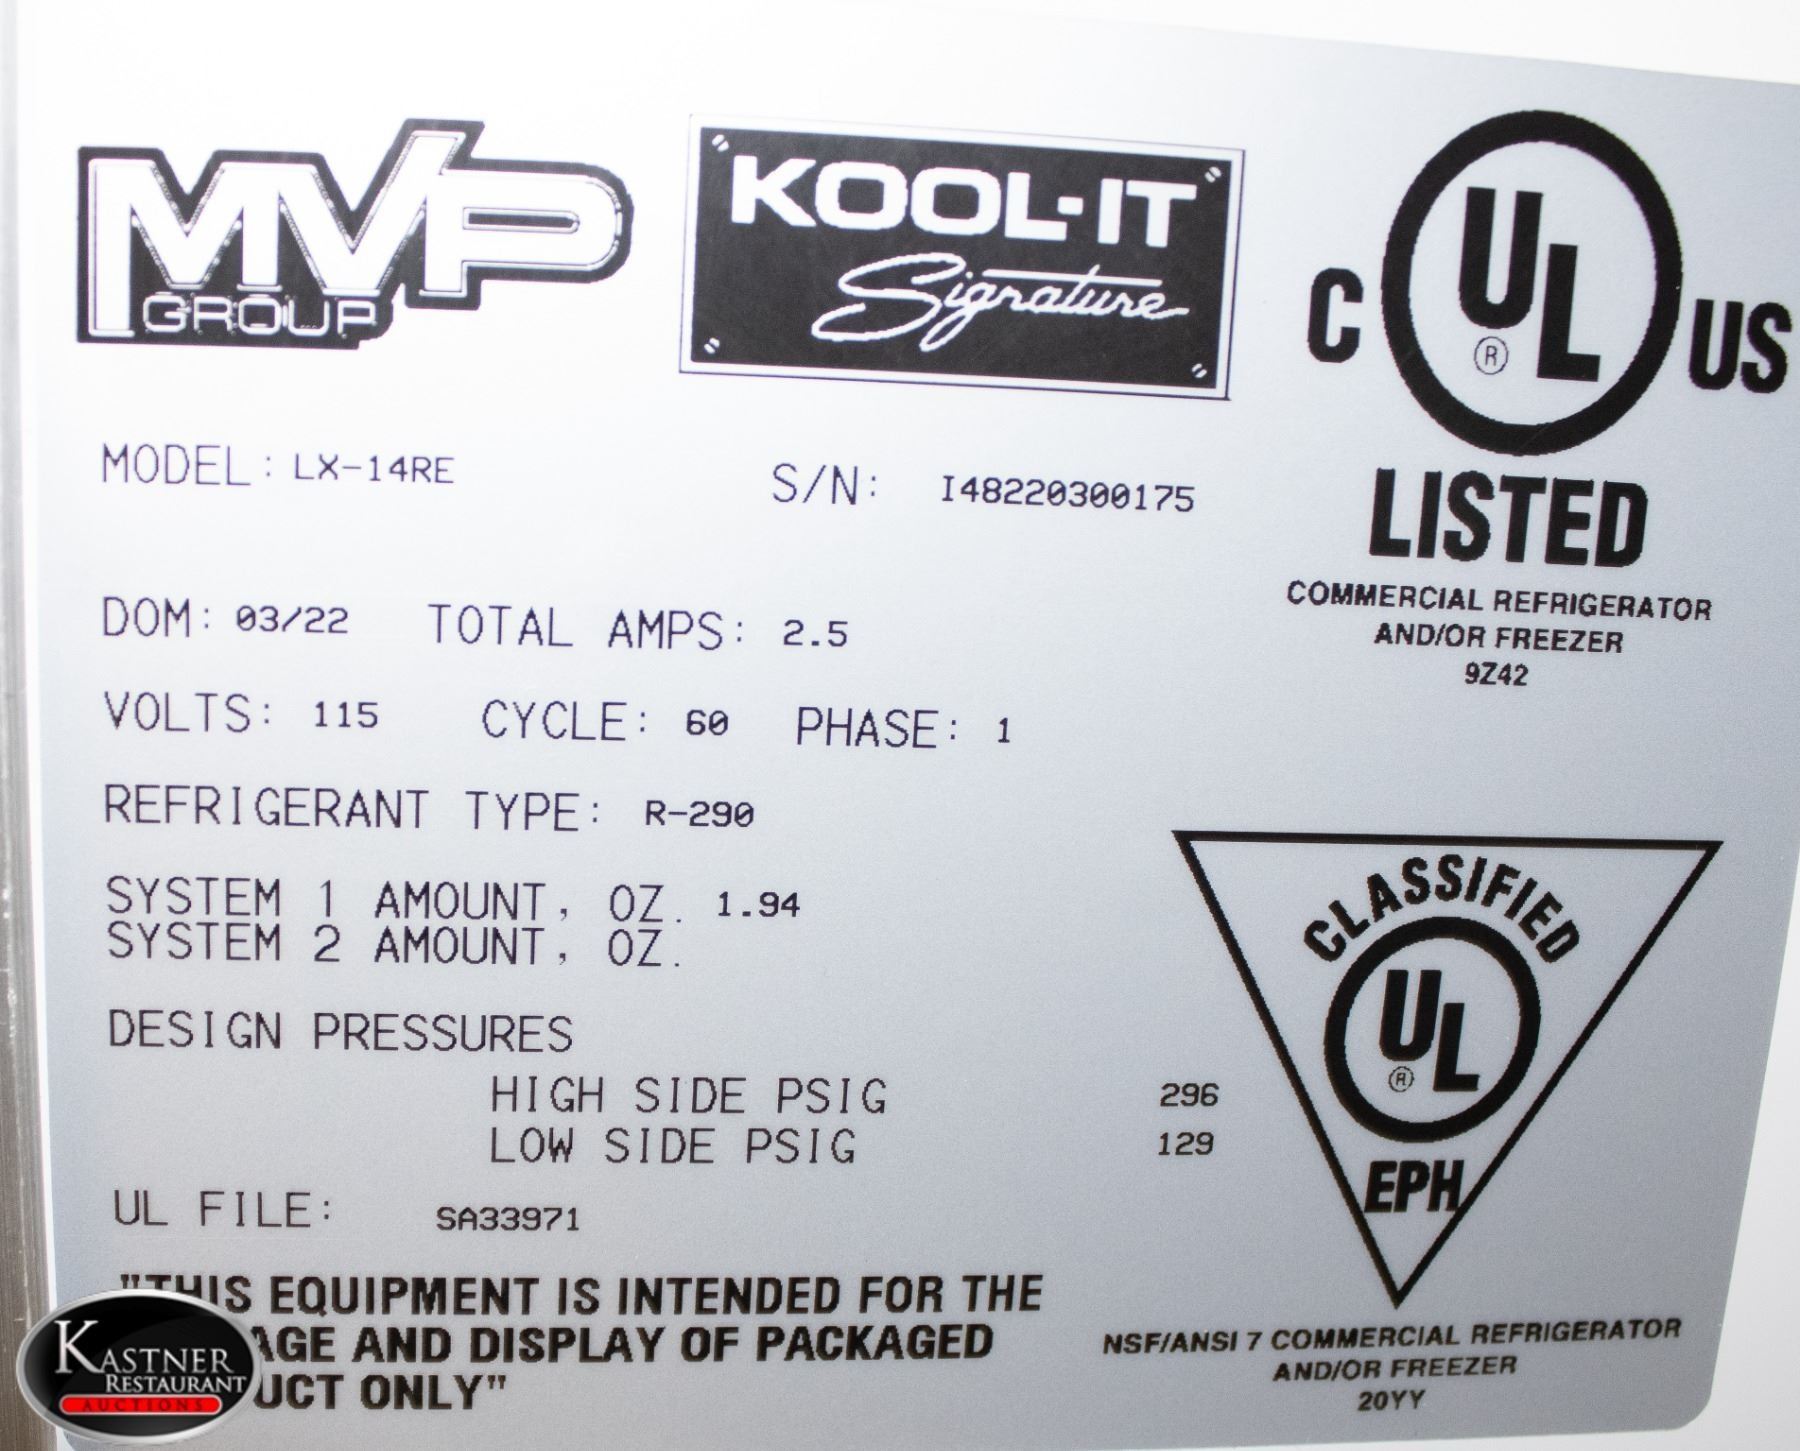 MVP
GROUP
KOOL-IT
Signature
C UL US
®
LISTED
COMMERCIAL REFRIGERATOR
AND/OR FREEZER
9Z42
MODEL: LX-14RE S/N: I48220300175
DOM: 03/22 TOTAL AMPS: 2.5
VOLTS: 115 CYCLE: 60 PHASE: 1
REFRIGERANT TYPE: R-290
SYSTEM 1 AMOUNT, OZ. 1.94
SYSTEM 2 AMOUNT, OZ.
DESIGN PRESSURES
HIGH SIDE PSIG 296
LOW SIDE PSIG 129
UL FILE: SA33971
"THIS EQUIPMENT IS INTENDED FOR THE
AGE AND DISPLAY OF PACKAGED
UCT ONLY"
CLASSIFIED
UL
®
EPH
NSF/ANSI 7 COMMERCIAL REFRIGERATOR
AND/OR FREEZER
20YY
KASTNER
RESTAURANT
AUCTIONS